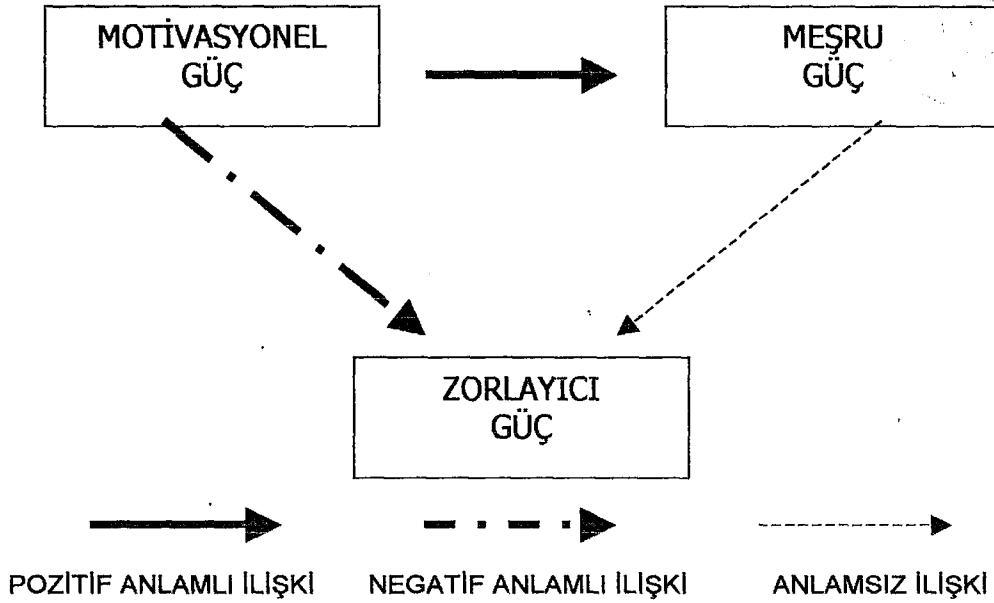 MOTİVASYONEL
GÜÇ
MEŞRU
GÜÇ
ZORLAYICI
GÜÇ
POZİTİF ANLAMLI İLİŞKİ
NEGATİF ANLAMLI İLİŞKİ
ANLAMSIZ İLİŞKİ